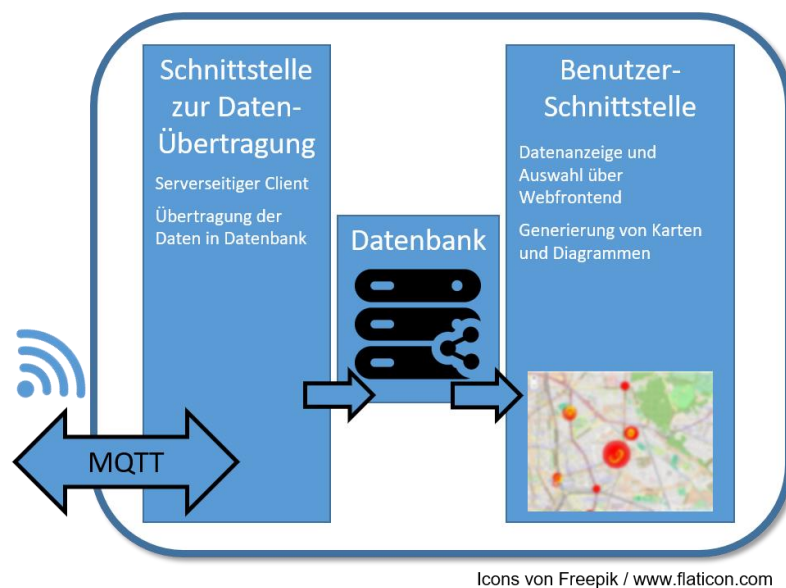 Schnittstelle
zur Daten-
Übertragung
Serverseitiger Client
Übertragung der
Daten in Datenbank
MQTT
Datenbank
Benutzer-
Schnittstelle
Datenanzeige und
Auswahl über
Webfrontend
Generierung von Karten
und Diagrammen
Icons von Freepik / www.flaticon.com